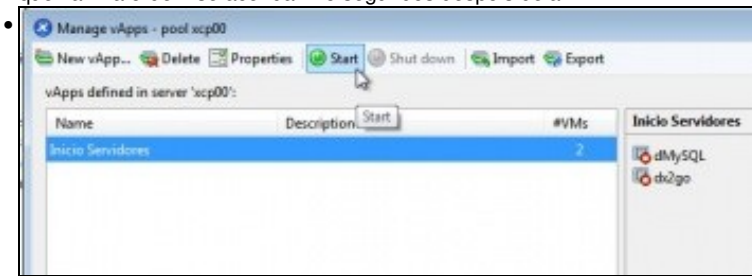 Manage vApps - pool xcp00
New vApp... Delete Properties Start Shut down Import Export
vApps defined in server 'xcp00':
Name Description Start #VMs Inicio Servidores
Inicio Servidores 2 dMySQL
dx2go